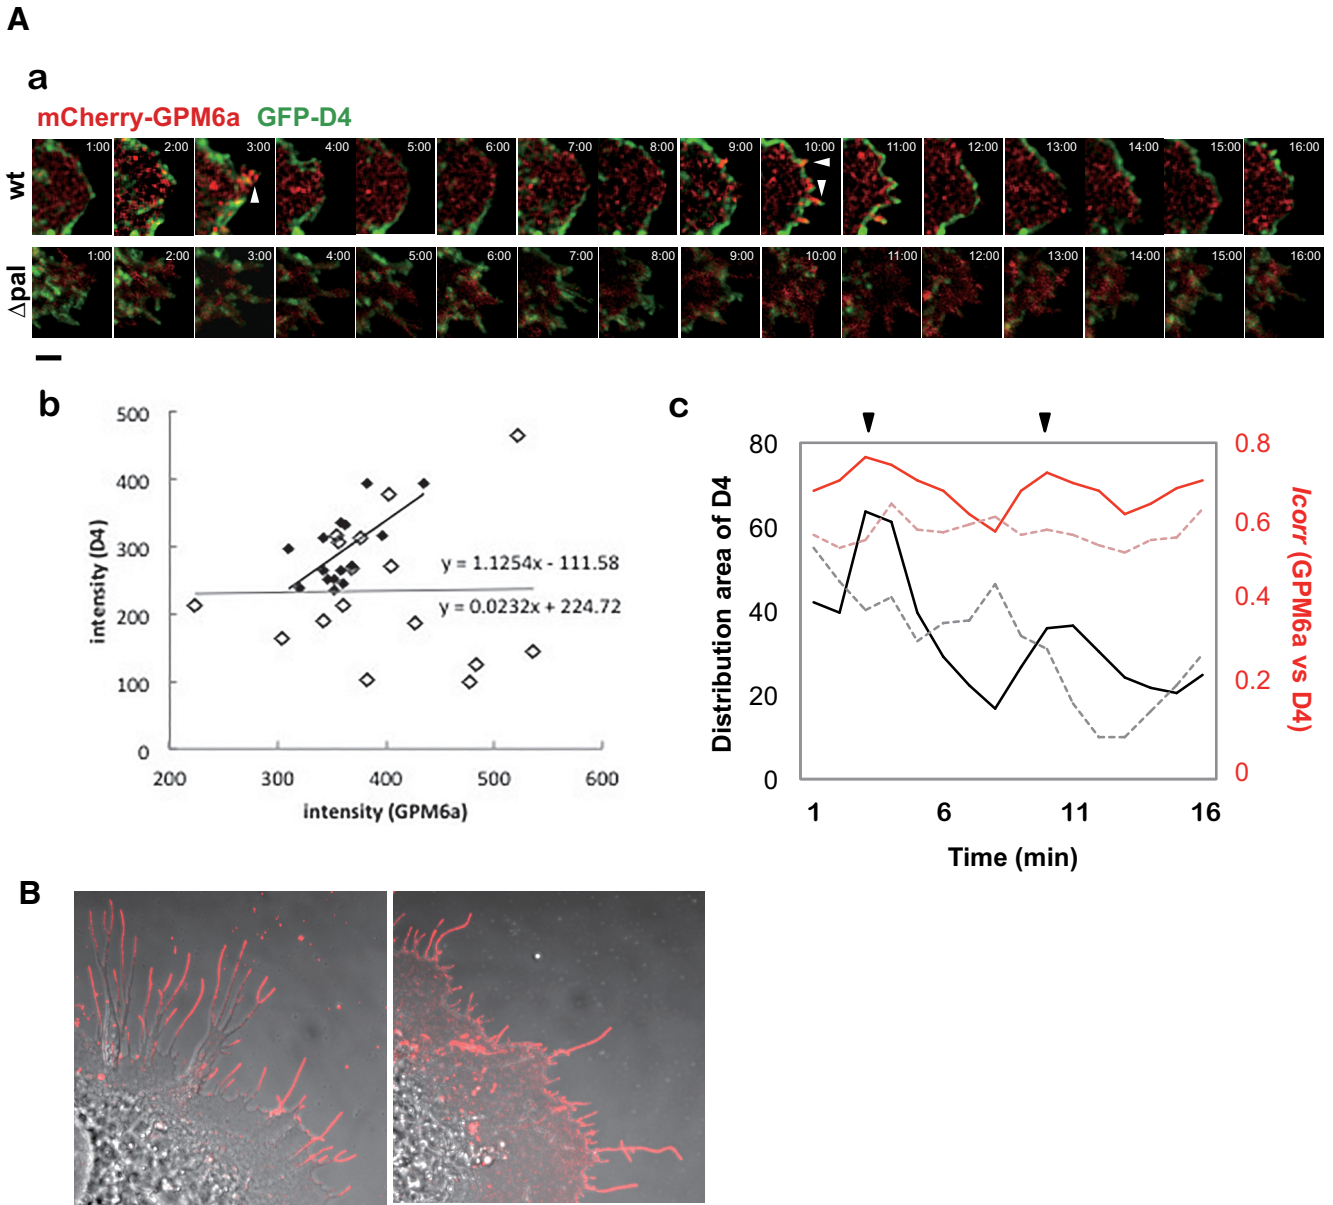 A
a
mCherry-GPM6a GFP-D4
wt
1:00 2:00 3:00 4:00 5:00 6:00 7:00 8:00 9:00 10:00 11:00 12:00 13:00 14:00 15:00 16:00
Δpal
1:00 2:00 3:00 4:00 5:00 6:00 7:00 8:00 9:00 10:00 11:00 12:00 13:00 14:00 15:00 16:00
b
intensity (D4)
500
400
300
200
100
0
y = 1.1254x - 111.58
y = 0.0232x + 224.72
200 300 400 500 600
intensity (GPM6a)
c
Distribution area of D4
80
60
40
20
0
0.8
0.6
0.4
0.2
0
Icorr (GPM6a vs D4)
1 6 11 16
Time (min)
B